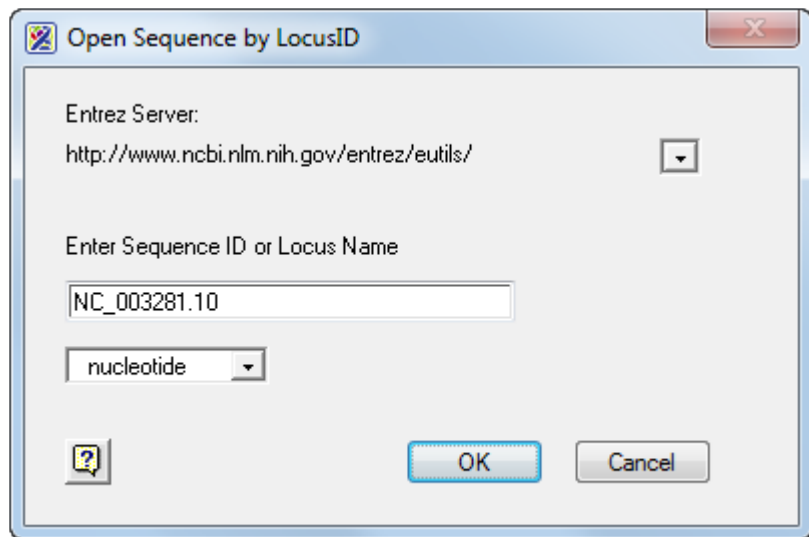 Open Sequence by LocusID
Entrez Server:
http://www.ncbi.nlm.nih.gov/entrez/eutils/
Enter Sequence ID or Locus Name
NC_003281.10
nucleotide
?
OK Cancel